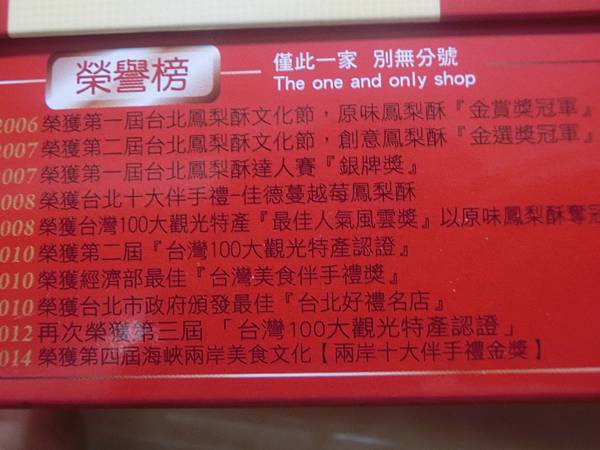 榮譽榜
僅此一家 別無分號
The one and only shop
2006 榮獲第一屆台北鳳梨酥文化節，原味鳳梨酥『金賞獎冠軍』
2007 榮獲第二屆台北鳳梨酥文化節，創意鳳梨酥『金選獎冠軍』
2007 榮獲第一屆台北鳳梨酥達人賽『銀牌獎』
2008 榮獲台北十大伴手禮-佳德蔓越莓鳳梨酥
2008 榮獲台灣100大觀光特產『最佳人氣風雲獎』以原味鳳梨酥奪冠
2010 榮獲第二屆『台灣100大觀光特產認證』
2010 榮獲經濟部最佳『台灣美食伴手禮獎』
2010 榮獲台北市政府頒發最佳『台北好禮名店』
2012 再次榮獲第三屆「台灣100大觀光特產認證」
2014 榮獲第四屆海峽兩岸美食文化【兩岸十大伴手禮金獎】